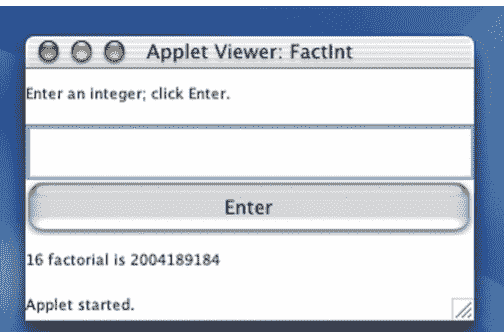 Applet Viewer: FactInt
Enter an integer; click Enter.
Enter
16 factorial is 2004189184
Applet started.